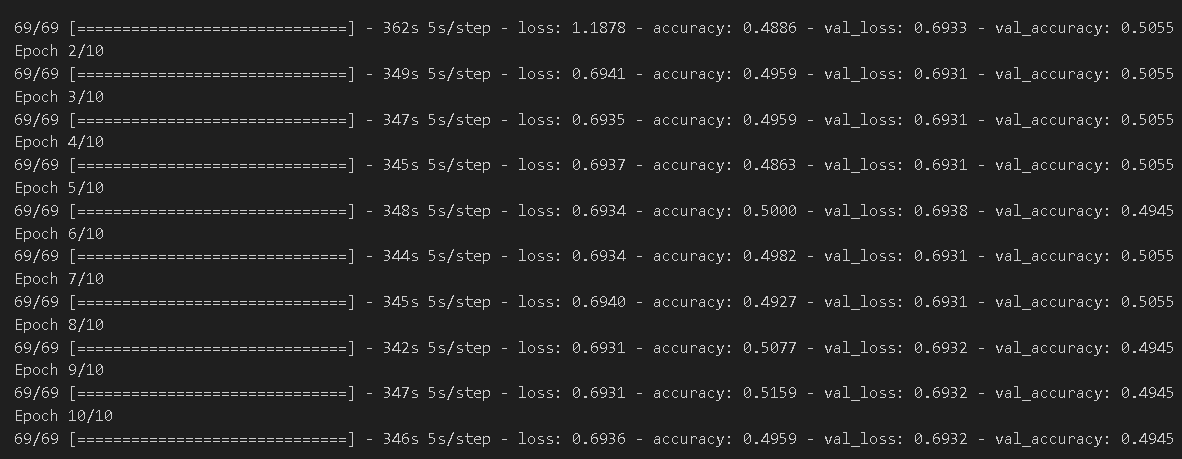 69/69 [==============================] - 362s 5s/step - loss: 1.1878 - accuracy: 0.4886 - val_loss: 0.6933 - val_accuracy: 0.5055
Epoch 2/10
69/69 [==============================] - 349s 5s/step - loss: 0.6941 - accuracy: 0.4959 - val_loss: 0.6931 - val_accuracy: 0.5055
Epoch 3/10
69/69 [==============================] - 347s 5s/step - loss: 0.6935 - accuracy: 0.4959 - val_loss: 0.6931 - val_accuracy: 0.5055
Epoch 4/10
69/69 [==============================] - 345s 5s/step - loss: 0.6937 - accuracy: 0.4863 - val_loss: 0.6931 - val_accuracy: 0.5055
Epoch 5/10
69/69 [==============================] - 348s 5s/step - loss: 0.6934 - accuracy: 0.5000 - val_loss: 0.6938 - val_accuracy: 0.4945
Epoch 6/10
69/69 [==============================] - 344s 5s/step - loss: 0.6934 - accuracy: 0.4982 - val_loss: 0.6931 - val_accuracy: 0.5055
Epoch 7/10
69/69 [==============================] - 345s 5s/step - loss: 0.6940 - accuracy: 0.4927 - val_loss: 0.6931 - val_accuracy: 0.5055
Epoch 8/10
69/69 [==============================] - 342s 5s/step - loss: 0.6931 - accuracy: 0.5077 - val_loss: 0.6932 - val_accuracy: 0.4945
Epoch 9/10
69/69 [==============================] - 347s 5s/step - loss: 0.6931 - accuracy: 0.5159 - val_loss: 0.6932 - val_accuracy: 0.4945
Epoch 10/10
69/69 [==============================] - 346s 5s/step - loss: 0.6936 - accuracy: 0.4959 - val_loss: 0.6932 - val_accuracy: 0.4945